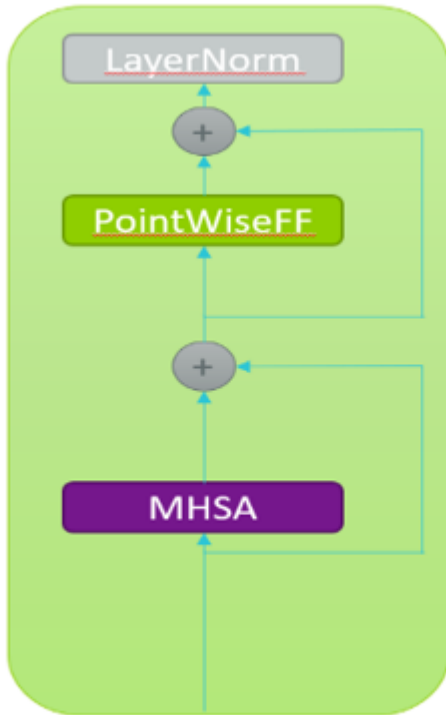 LayerNorm
+
PointWiseFF
+
MHSA